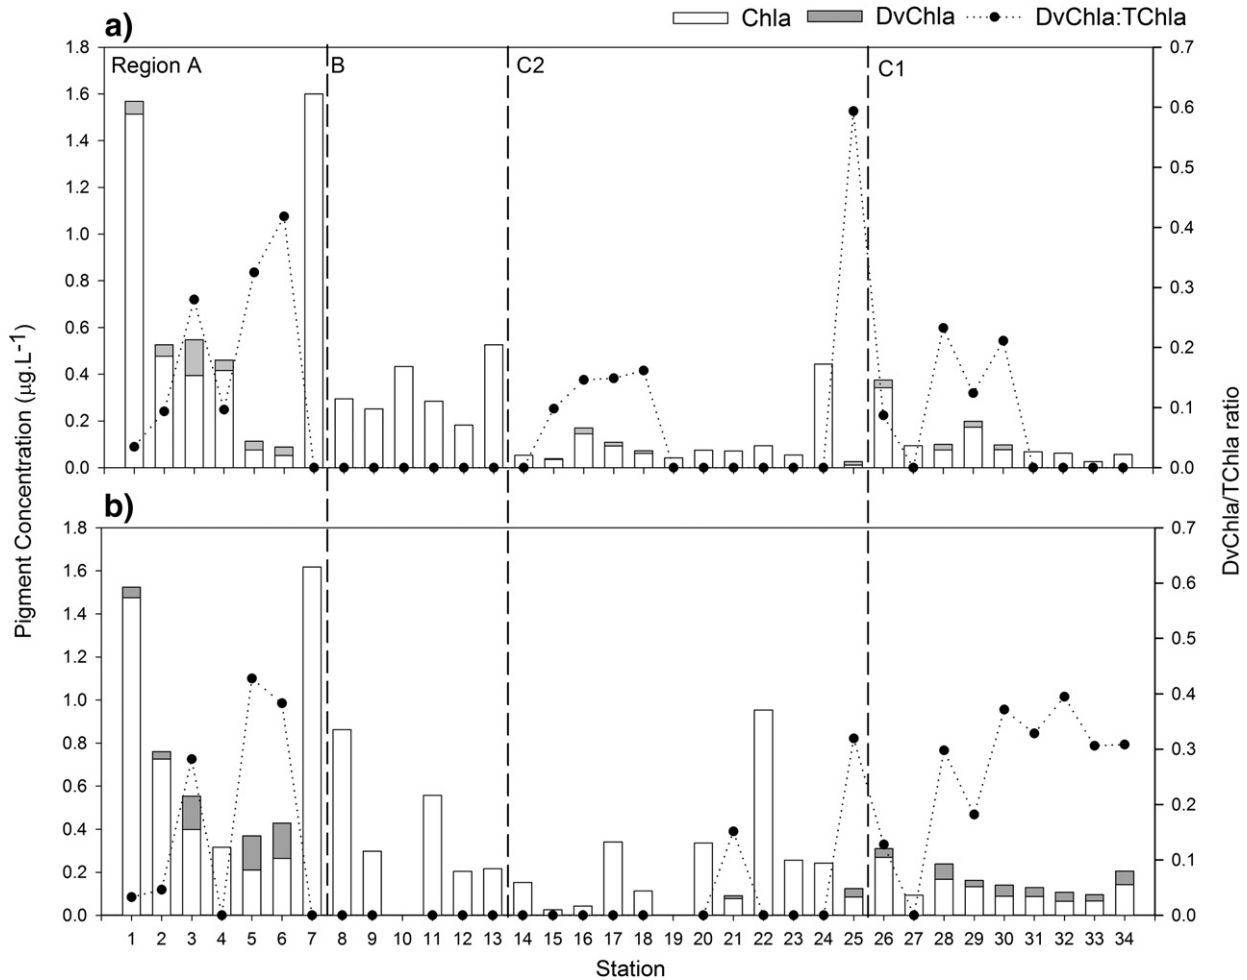 Chla DvChla DvChla:TChla
a)
Region A B C2 C1
1.8 0.7
1.6 0.6
1.4 0.5
1.2 0.4
1.0 0.3
0.8 0.2
0.6 0.1
0.4 0.0
0.2
0.0
b)
1.8 0.7
1.6 0.6
1.4 0.5
1.2 0.4
1.0 0.3
0.8 0.2
0.6 0.1
0.4 0.0
0.2
0.0
1 2 3 4 5 6 7 8 9 10 11 12 13 14 15 16 17 18 19 20 21 22 23 24 25 26 27 28 29 30 31 32 33 34
Station
Pigment Concentration (µg.L-1)
DvChla/TChla ratio